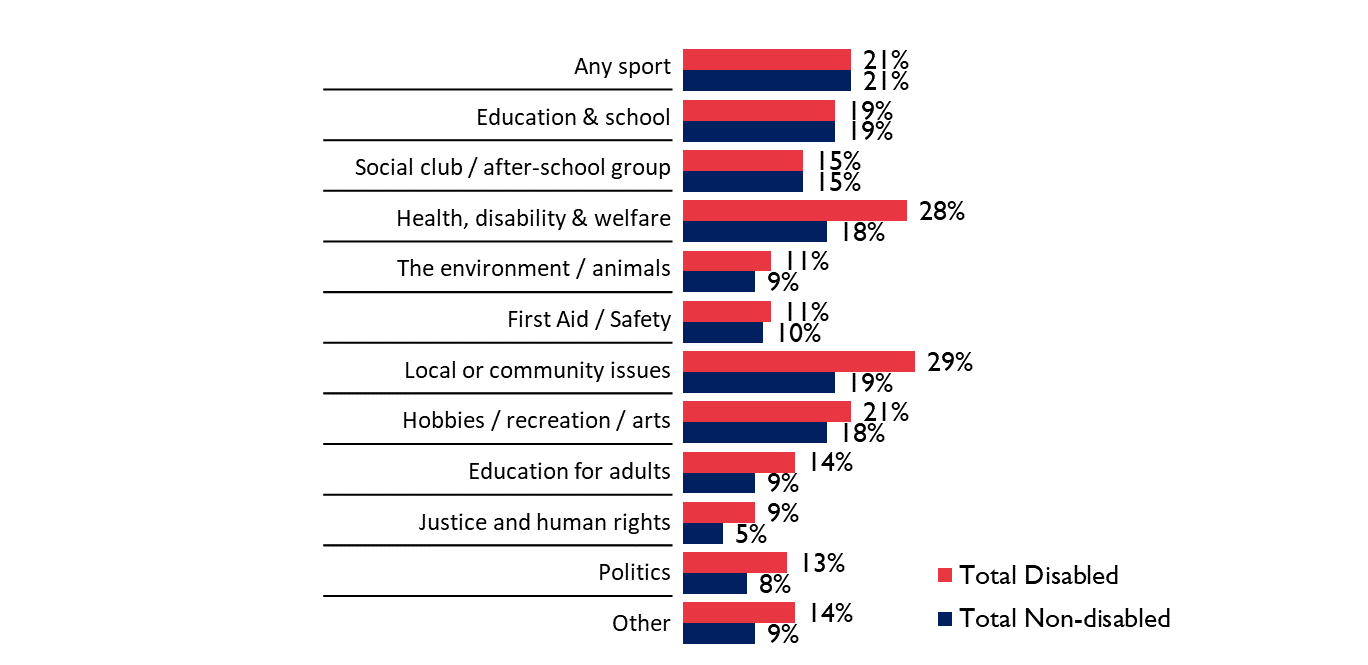 Any sport
21%
21%
Education & school
19%
19%
Social club / after-school group
15%
15%
Health, disability & welfare
28%
18%
The environment / animals
11%
9%
First Aid / Safety
11%
10%
Local or community issues
29%
19%
Hobbies / recreation / arts
21%
18%
Education for adults
14%
9%
Justice and human rights
9%
5%
Politics
13%
8%
Other
14%
9%
Total Disabled
Total Non-disabled